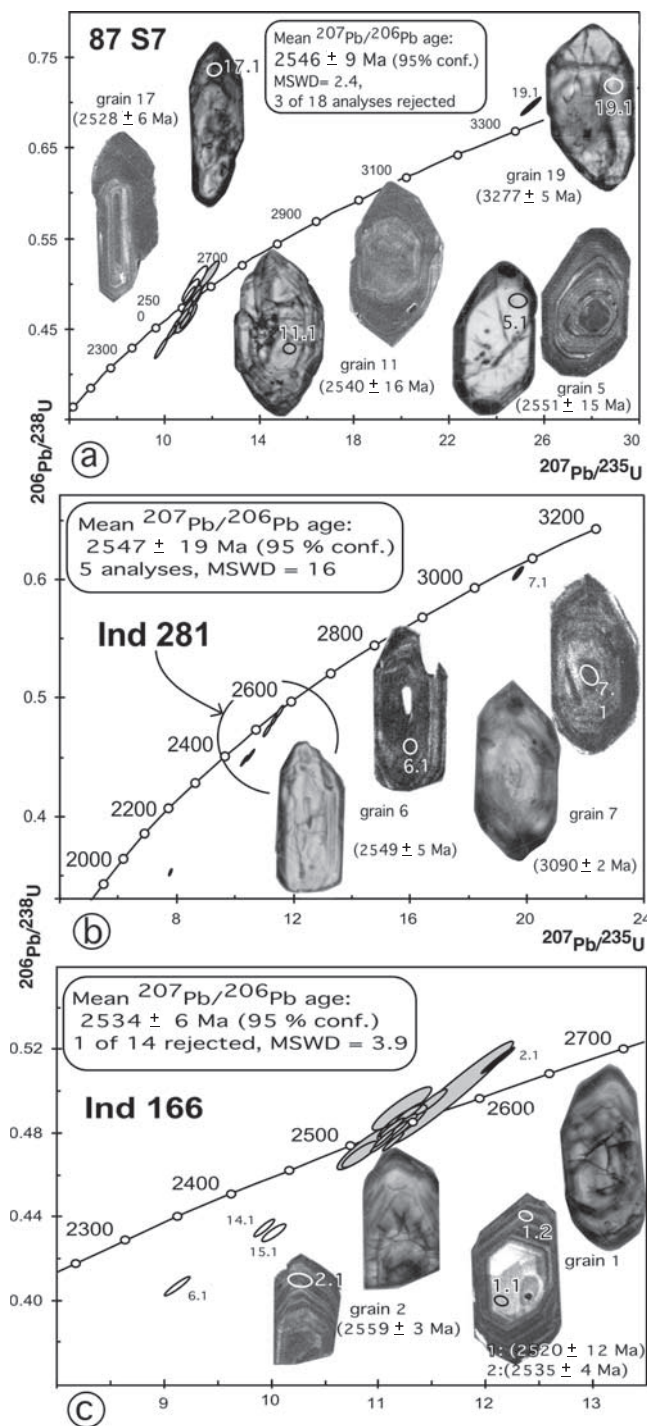 87 S7
Mean 207Pb/206Pb age:
2546 ± 9 Ma (95% conf.)
MSWD= 2.4,
3 of 18 analyses rejected
17.1
grain 17
(2528 ± 6 Ma)
19.1
19.1
grain 19
(3277 ± 5 Ma)
0.75
0.65
0.55
0.45
3300
3100
2900
2700
250
0
2300
11.1
grain 11
(2540 ± 16 Ma)
5.1
grain 5
(2551 ± 15 Ma)
206Pb/238U
10
14
18
22
26
30
a
207Pb/235U
Mean 207Pb/206Pb age:
2547 ± 19 Ma (95 % conf.)
5 analyses, MSWD = 16
Ind 281
0.6
0.5
0.4
3200
3000
2800
2600
2400
2200
2000
7.1
7.
1
6.1
grain 6
(2549 ± 5 Ma)
grain 7
(3090 ± 2 Ma)
206Pb/238U
8
12
16
20
24
b
207Pb/235U
Mean 207Pb/206Pb age:
2534 ± 6 Ma (95 % conf.)
1 of 14 rejected, MSWD = 3.9
Ind 166
0.52
0.48
0.44
0.40
2700
2600
2500
2400
2300
2.1
14.1
15.1
6.1
2.1
grain 2
(2559 ± 3 Ma)
1.2
1.1
grain 1
1: (2520 ± 12 Ma)
2:(2535 ± 4 Ma)
9
10
11
12
13
c